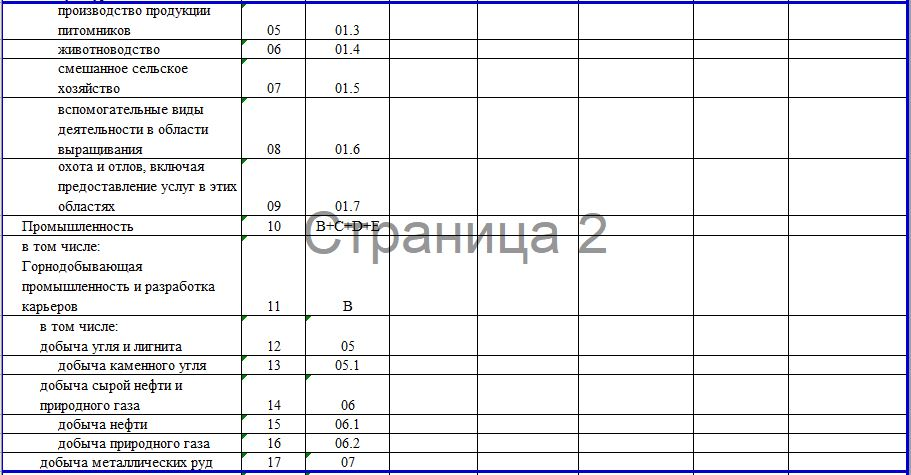 производство продукции
питомников 05 01.3
животноводство 06 01.4
смешанное сельское
хозяйство 07 01.5
вспомогательные виды
деятельности в области
выращивания 08 01.6
охота и отлов, включая
предоставление услуг в этих
областях 09 01.7
Промышленность 10 B+C+D+E
Страница 2
в том числе:
Горнодобывающая
промышленность и разработка
карьеров 11 B
в том числе:
добыча угля и лигнита 12 05
добыча каменного угля 13 05.1
добыча сырой нефти и
природного газа 14 06
добыча нефти 15 06.1
добыча природного газа 16 06.2
добыча металлических руд 17 07